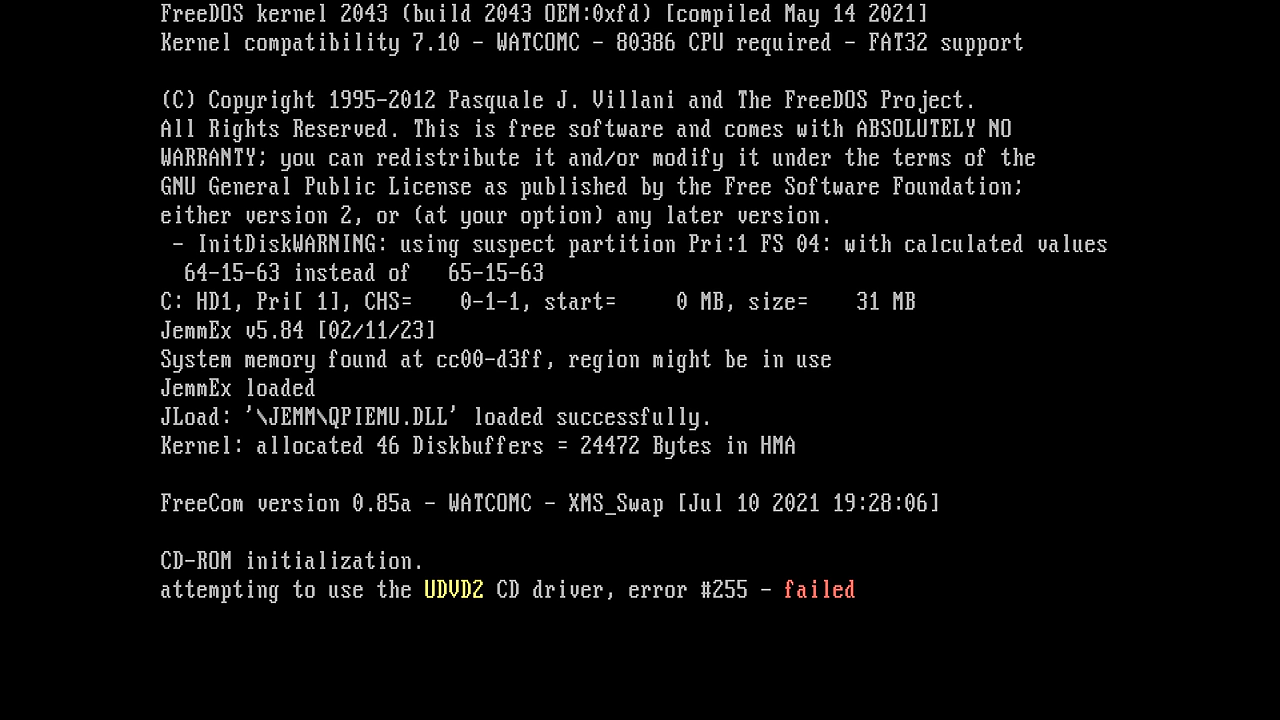 FreeDOS kernel 2043 (build 2043 OEM:0xfd) [compiled May 14 2021]
Kernel compatibility 7.10 - WATCOMC - 80386 CPU required - FAT32 support
(C) Copyright 1995-2012 Pasquale J. Villani and The FreeDOS Project.
All Rights Reserved. This is free software and comes with ABSOLUTELY NO
WARRANTY; you can redistribute it and/or modify it under the terms of the
GNU General Public License as published by the Free Software Foundation;
either version 2, or (at your option) any later version.
 - InitDiskWARNING: using suspect partition Pri:1 FS 04: with calculated values
  64-15-63 instead of   65-15-63
C: HD1, Pri[ 1], CHS=    0-1-1, start=     0 MB, size=    31 MB
JemmEx v5.84 [02/11/23]
System memory found at cc00-d3ff, region might be in use
JemmEx loaded
JLoad: '\JEMM\QPIEMU.DLL' loaded successfully.
Kernel: allocated 46 Diskbuffers = 24472 Bytes in HMA
FreeCom version 0.85a - WATCOMC - XMS_Swap [Jul 10 2021 19:28:06]
CD-ROM initialization.
attempting to use the UDVD2 CD driver, error #255 - failed